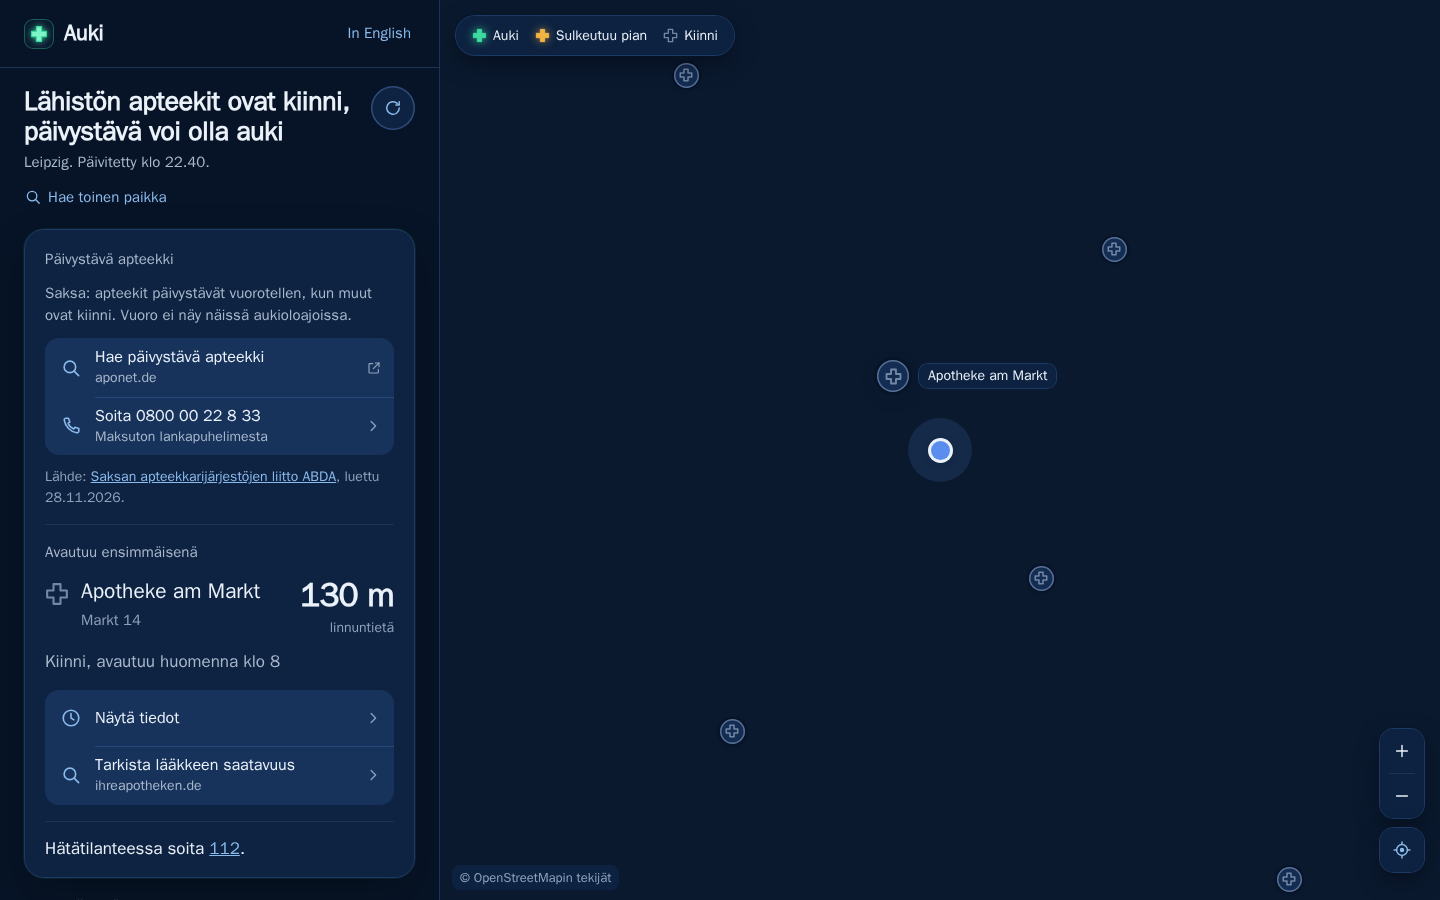 Auki
In English
Lähistön apteekit ovat kiinni,
päivystävä voi olla auki
Leipzig. Päivitetty klo 22.40.
Hae toinen paikka
Päivystävä apteekki
Saksa: apteekit päivystävät vuorotellen, kun muut
ovat kiinni. Vuoro ei näy näissä aukioloajoissa.
Hae päivystävä apteekki
aponet.de
Soita 0800 00 22 8 33
Maksuton lankapuhelimesta
Lähde: Saksan apteekkarijärjestöjen liitto ABDA, luettu
28.11.2026.
Avautuu ensimmäisenä
Apotheke am Markt
130 m
Markt 14
linnuntietä
Kiinni, avautuu huomenna klo 8
Näytä tiedot
Tarkista lääkkeen saatavuus
ihreapotheken.de
Hätätilanteessa soita 112.
Auki
Sulkeutuu pian
Kiinni
Apotheke am Markt
+
−
© OpenStreetMapin tekijät